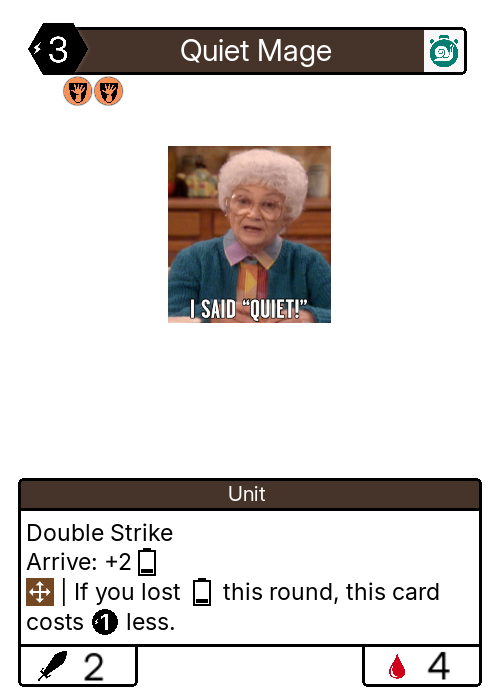 3
Quiet Mage
I SAID “QUIET!”
Unit
Double Strike
Arrive: +2
| If you lost this round, this card
costs 1 less.
2
4